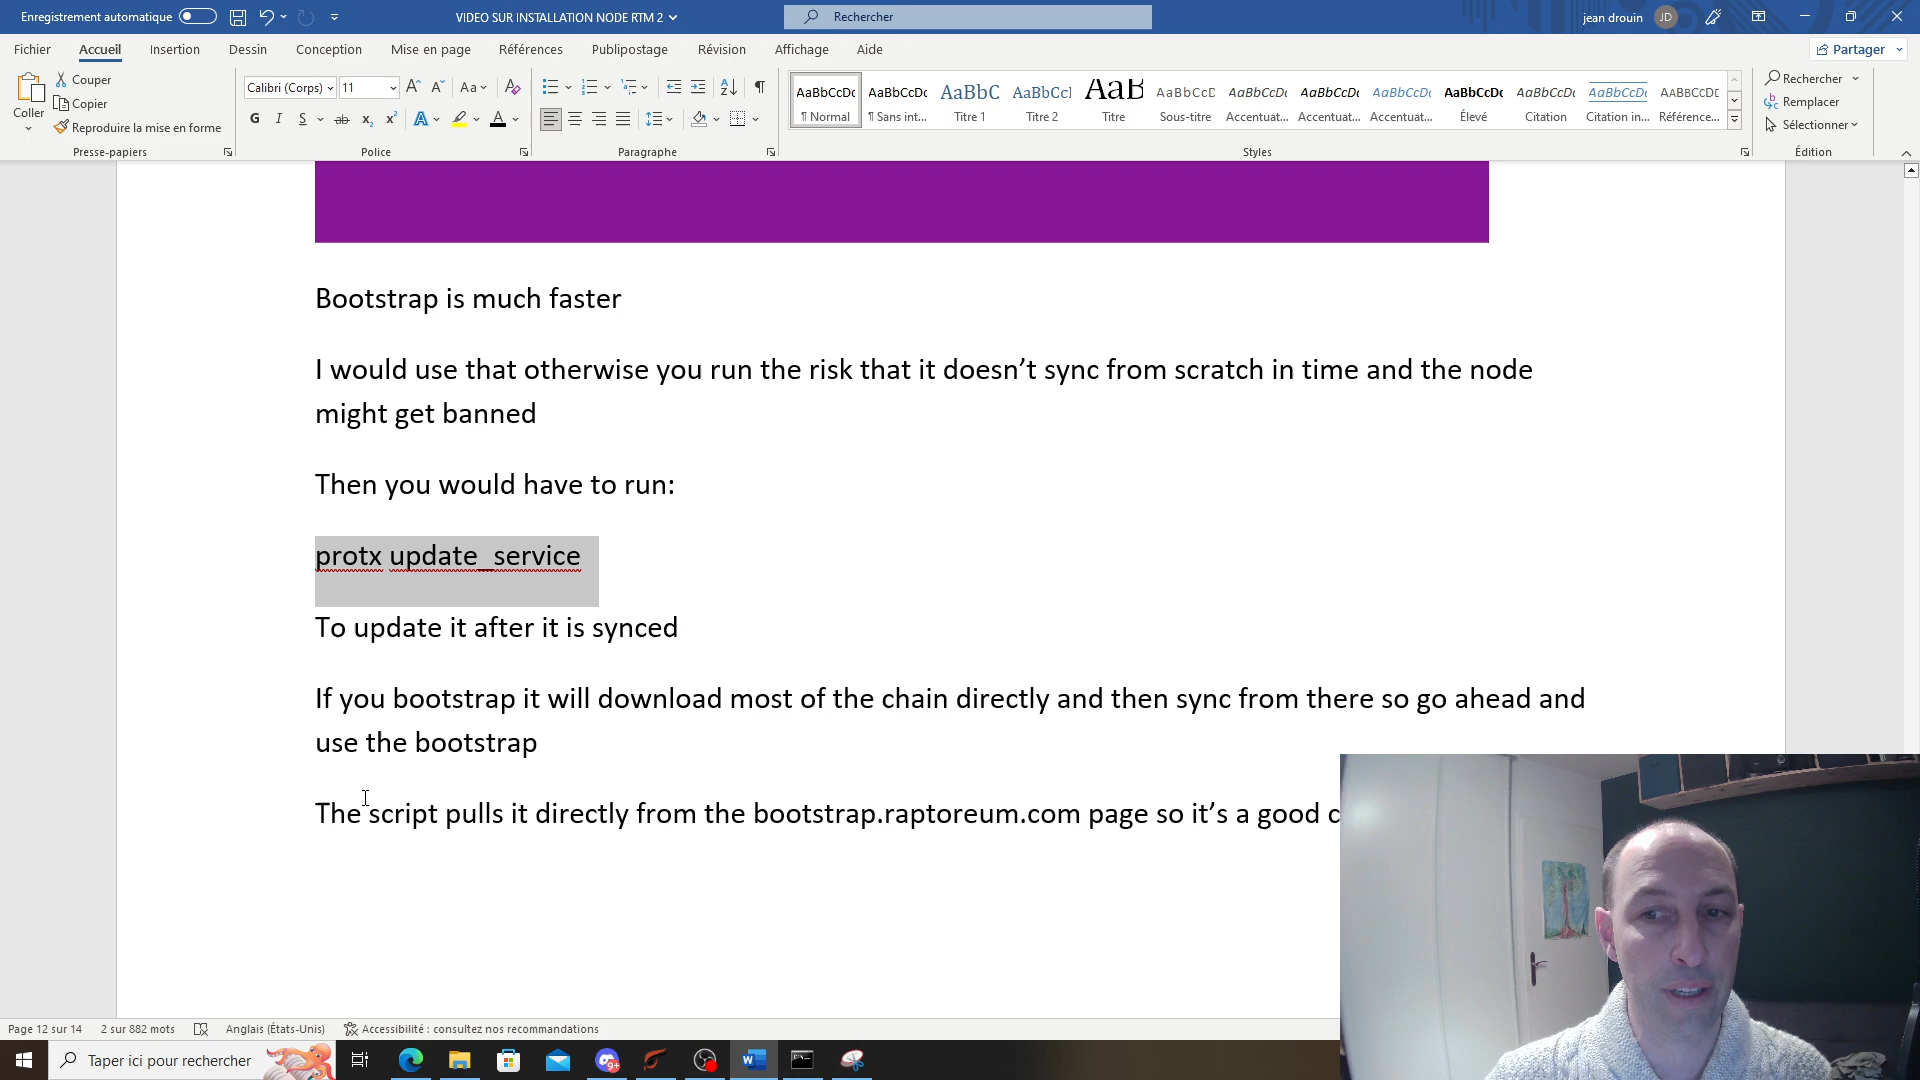 Enregistrement automatique
VIDEO SUR INSTALLATION NODE RTM 2
Rechercher
jean drouin
JD
Fichier
Accueil
Insertion
Dessin
Conception
Mise en page
Références
Publipostage
Révision
Affichage
Aide
Partager
Coller
Couper
Copier
Reproduire la mise en forme
Presse-papiers
Calibri (Corps)
11
Police
Paragraphe
AaBbCcDc
¶ Normal
AaBbCcDc
¶ Sans int...
AaBbC
Titre 1
AaBbCcI
Titre 2
AaB
Titre
AaBbCcD
Sous-titre
AaBbCcDc
Accentuat...
AaBbCcDc
Accentuat...
AaBbCcDc
Accentuat...
AaBbCcDc
Élevé
AaBbCcDc
Citation
AaBbCcDc
Citation in...
AABBCCDE
Référence...
Styles
Rechercher
Remplacer
Sélectionner
Édition
Bootstrap is much faster
I would use that otherwise you run the risk that it doesn’t sync from scratch in time and the node
might get banned
Then you would have to run:
protx update_service
To update it after it is synced
If you bootstrap it will download most of the chain directly and then sync from there so go ahead and
use the bootstrap
The script pulls it directly from the bootstrap.raptoreum.com page so it’s a good
Page 12 sur 14
2 sur 882 mots
Anglais (États-Unis)
Accessibilité : consultez nos recommandations
Taper ici pour rechercher